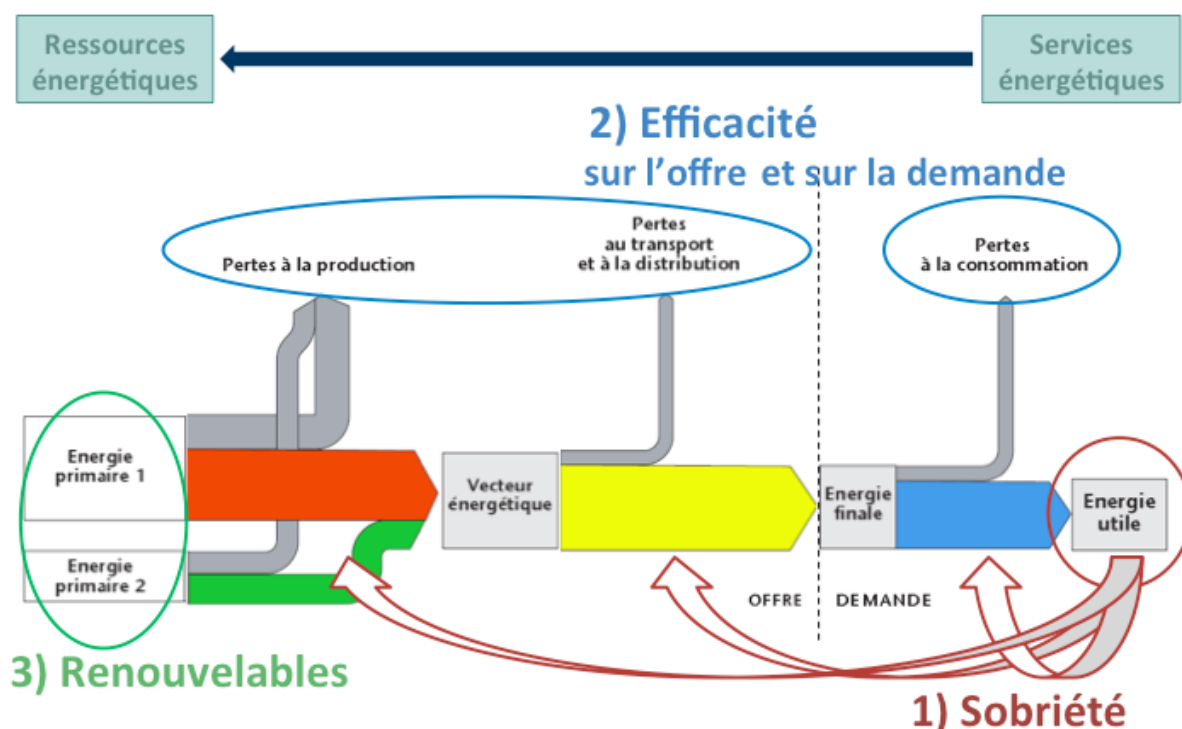 Ressources
énergétiques
Services
énergétiques
2) Efficacité
sur l'offre et sur la demande
Pertes à la production
Pertes
au transport
et à la distribution
Pertes
à la consommation
Energie
primaire 1
Vecteur
énergétique
Energie
finale
Energie
utile
Energie
primaire 2
OFFRE
DEMANDE
3) Renouvelables
1) Sobriété